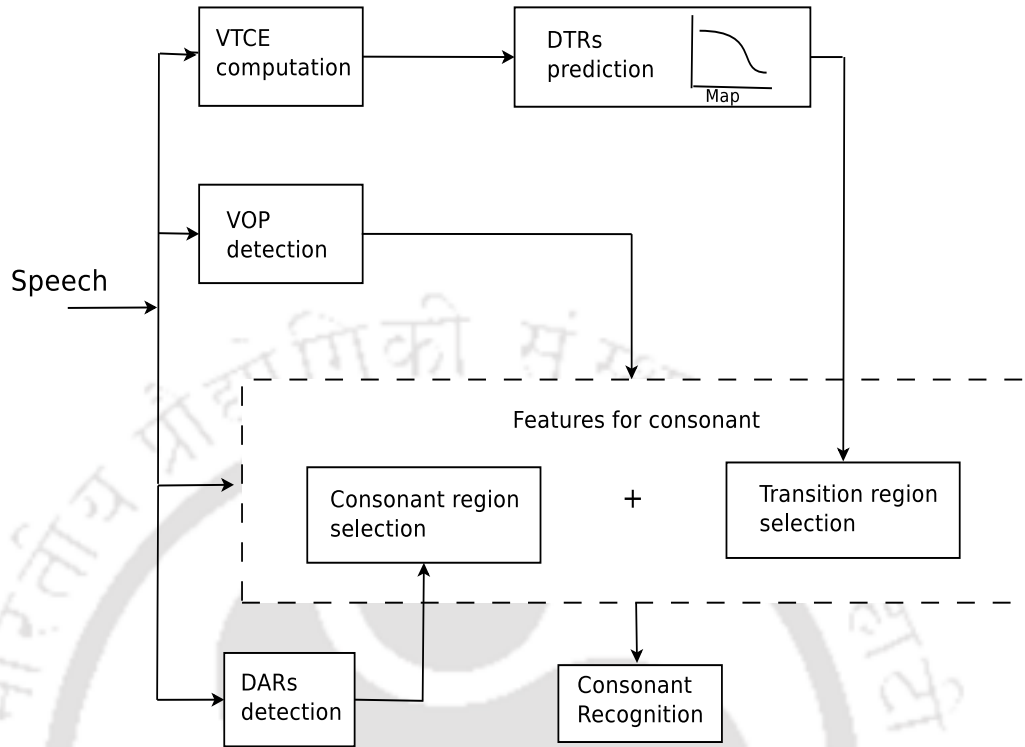 VTCE
computation
DTRs
prediction
Map
VOP
detection
Speech
Features for consonant
Consonant region
selection
+
Transition region
selection
DARs
detection
Consonant
Recognition